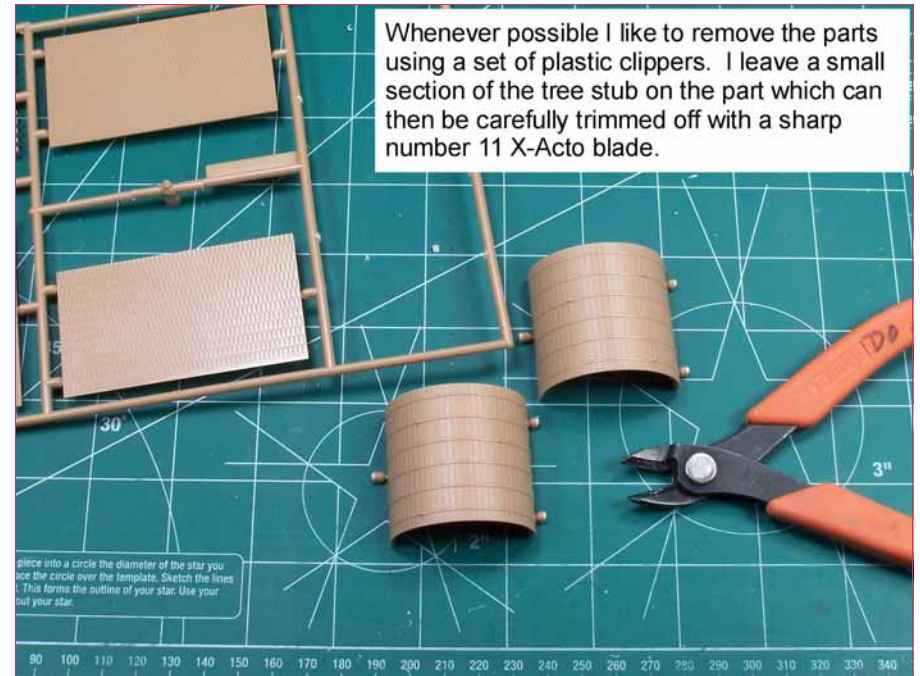 Whenever possible I like to remove the parts
using a set of plastic clippers.  I leave a small
section of the tree stub on the part which can
then be carefully trimmed off with a sharp
number 11 X-Acto blade.
DO
30°
3"
2"
piece into a circle the diameter of the star you
ace the circle over the template. Sketch the lines
t. This forms the outline of your star. Use your
out your star.
90 100 110 120 130 140 150 160 170 180 190 200 210 220 230 240 250 260 270 280 290 300 310 320 330 340